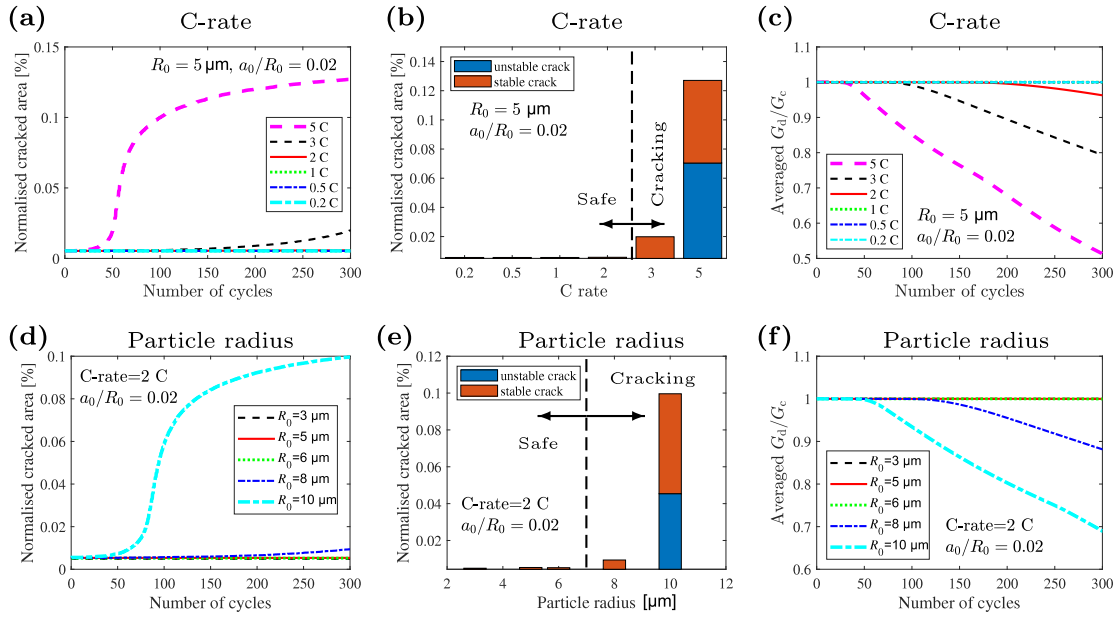 (a) C-rate
Normalised cracked area [%]
0.15
0.1
0.05
0
R₀ = 5 µm, a₀/R₀ = 0.02
5 C
3 C
2 C
1 C
0.5 C
0.2 C
0 50 100 150 200 250 300
Number of cycles
(b) C-rate
Normalised cracked area [%]
0.14
0.12
0.10
0.08
0.06
0.04
0.02
unstable crack
stable crack
R₀ = 5 µm
a₀/R₀ = 0.02
Safe
Cracking
0.2 0.5 1 2 3 5
C rate
(c) C-rate
Averaged G_d/G_c
1.1
1
0.9
0.8
0.7
0.6
0.5
5 C
3 C
2 C
1 C
0.5 C
0.2 C
R₀ = 5 µm
a₀/R₀ = 0.02
0 50 100 150 200 250 300
Number of cycles
(d) Particle radius
Normalised cracked area [%]
0.1
0.08
0.06
0.04
0.02
0
C-rate=2 C
a₀/R₀ = 0.02
R₀=3 µm
R₀=5 µm
R₀=6 µm
R₀=8 µm
R₀=10 µm
0 50 100 150 200 250 300
Number of cycles
(e) Particle radius
Normalised cracked area [%]
0.12
0.10
0.08
0.06
0.04
0.02
unstable crack
stable crack
Cracking
Safe
C-rate=2 C
a₀/R₀ = 0.02
2 4 6 8 10 12
Particle radius [µm]
(f) Particle radius
Averaged G_d/G_c
1.1
1
0.9
0.8
0.7
0.6
R₀=3 µm
R₀=5 µm
R₀=6 µm
R₀=8 µm
R₀=10 µm
C-rate=2 C
a₀/R₀ = 0.02
0 50 100 150 200 250 300
Number of cycles